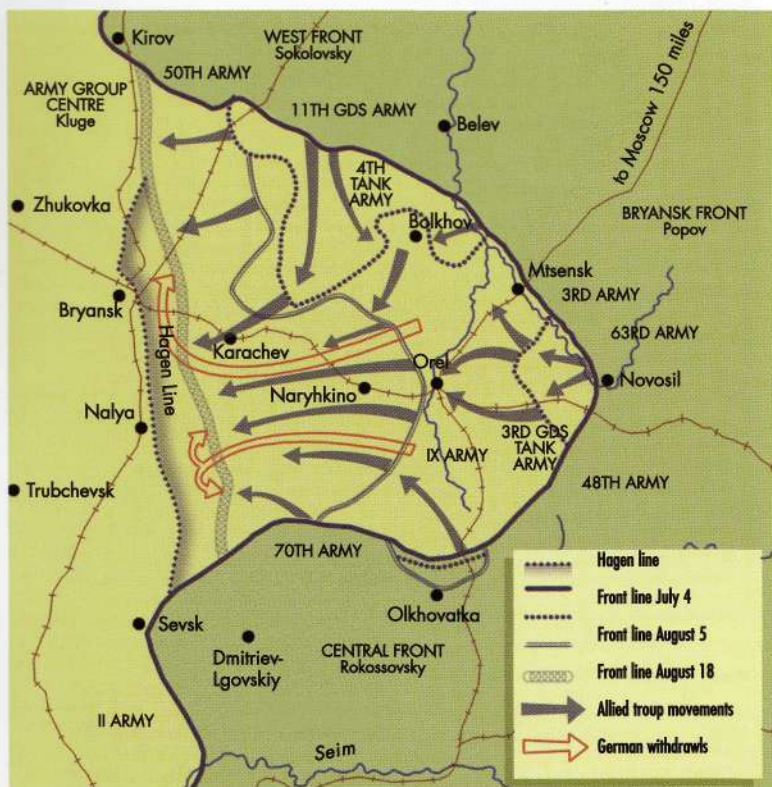 Kirov
WEST FRONT
Sokolovsky
50TH ARMY
ARMY GROUP
CENTRE
Kluge
11TH GDS ARMY
Belev
to Moscow 150 miles
4TH
TANK
ARMY
Zhukovka
Bolkhov
BRYANSK FRONT
Popov
Mtsensk
3RD ARMY
Bryansk
63RD ARMY
Hagen Line
Karachev
Orel
Novosil
Naryhkino
Nalya
3RD GDS
TANK
ARMY
IX ARMY
Trubchevsk
48TH ARMY
70TH ARMY
Olkhovatka
Sevsk
Dmitriev-
Lgovskiy
CENTRAL FRONT
Rokossovsky
II ARMY
Seim
Hagen line
Front line July 4
Front line August 5
Front line August 18
Allied troup movements
German withdrawls